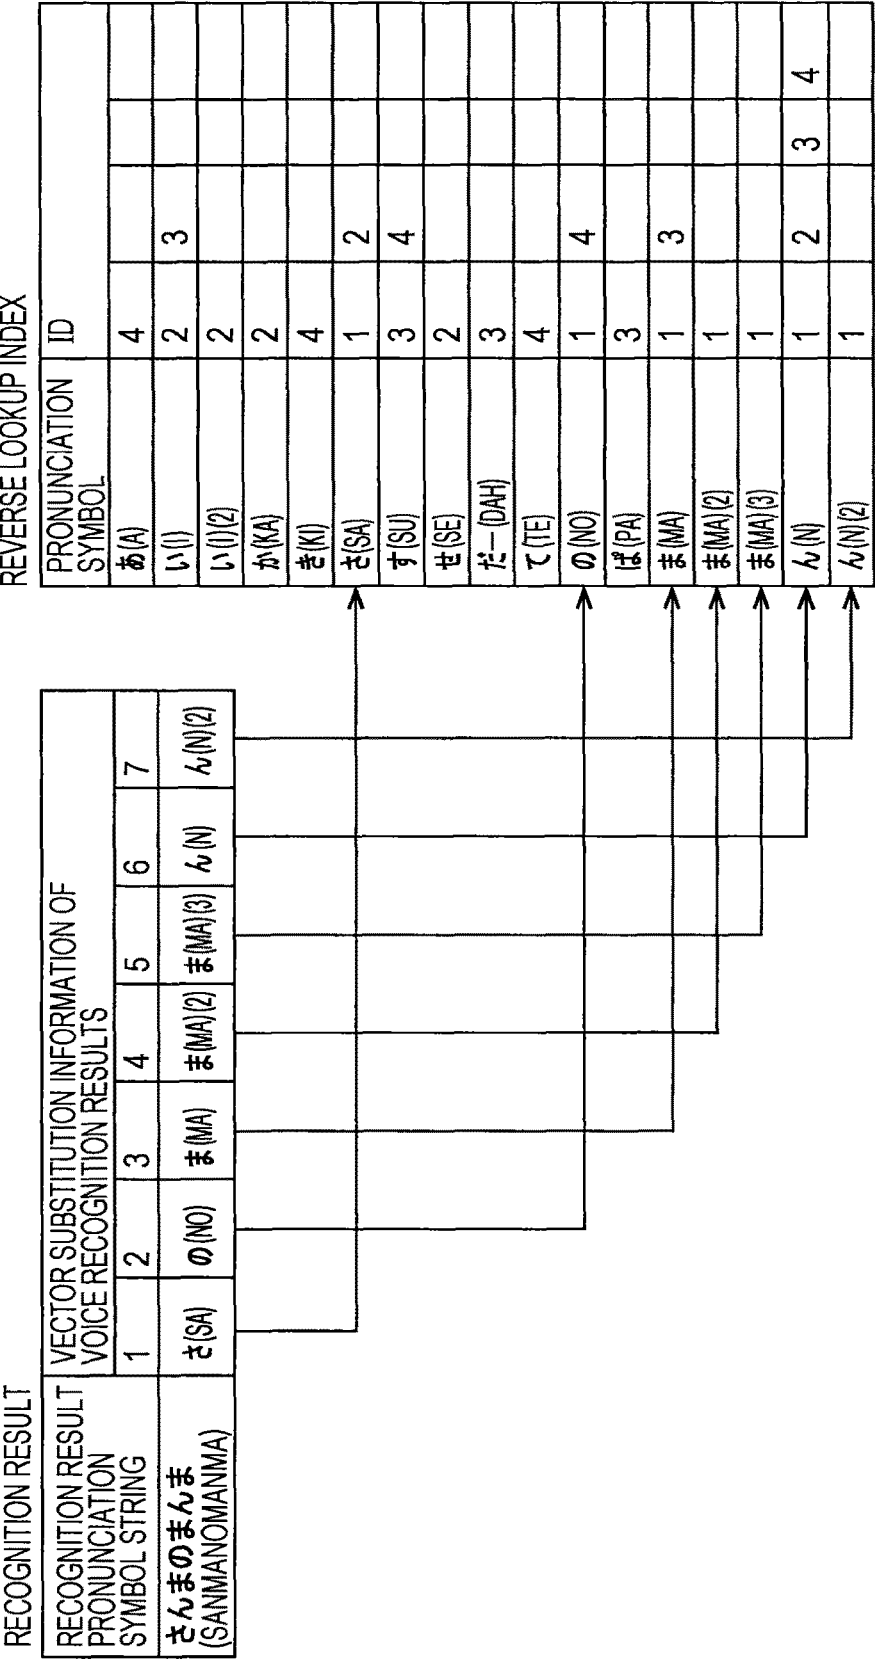 RECOGNITION RESULT
RECOGNITION RESULT
PRONUNCIATION
SYMBOL STRING
VECTOR SUBSTITUTION INFORMATION OF
VOICE RECOGNITION RESULTS
1 2 3 4 5 6 7
さんまのまんま
(SANMANOMANMA)
さ(SA) の(NO) ま(MA) ま(MA)(2) ま(MA)(3) ん(N) ん(N)(2)
REVERSE LOOKUP INDEX
PRONUNCIATION
SYMBOL
ID
あ(A) 4
い(I) 2 3
い(I)(2) 2
か(KA) 2
き(KI) 4
さ(SA) 1 2
す(SU) 3 4
せ(SE) 2
だー(DAH) 3
て(TE) 4
の(NO) 1 4
ぱ(PA) 3
ま(MA) 1 3
ま(MA)(2) 1
ま(MA)(3) 1
ん(N) 1 2 3 4
ん(N)(2) 1